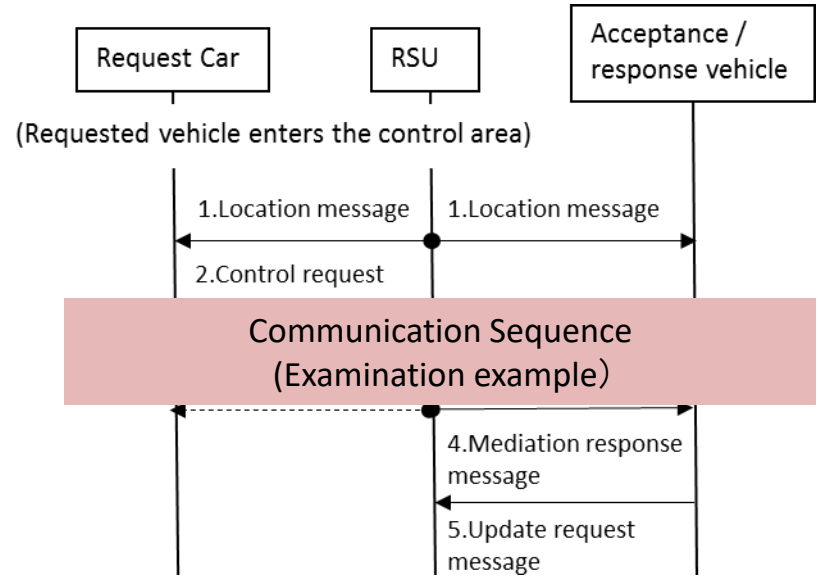 Request Car
RSU
Acceptance /
response vehicle
(Requested vehicle enters the control area)
1.Location message
1.Location message
2.Control request
Communication Sequence
(Examination example）
4.Mediation response
message
5.Update request
message